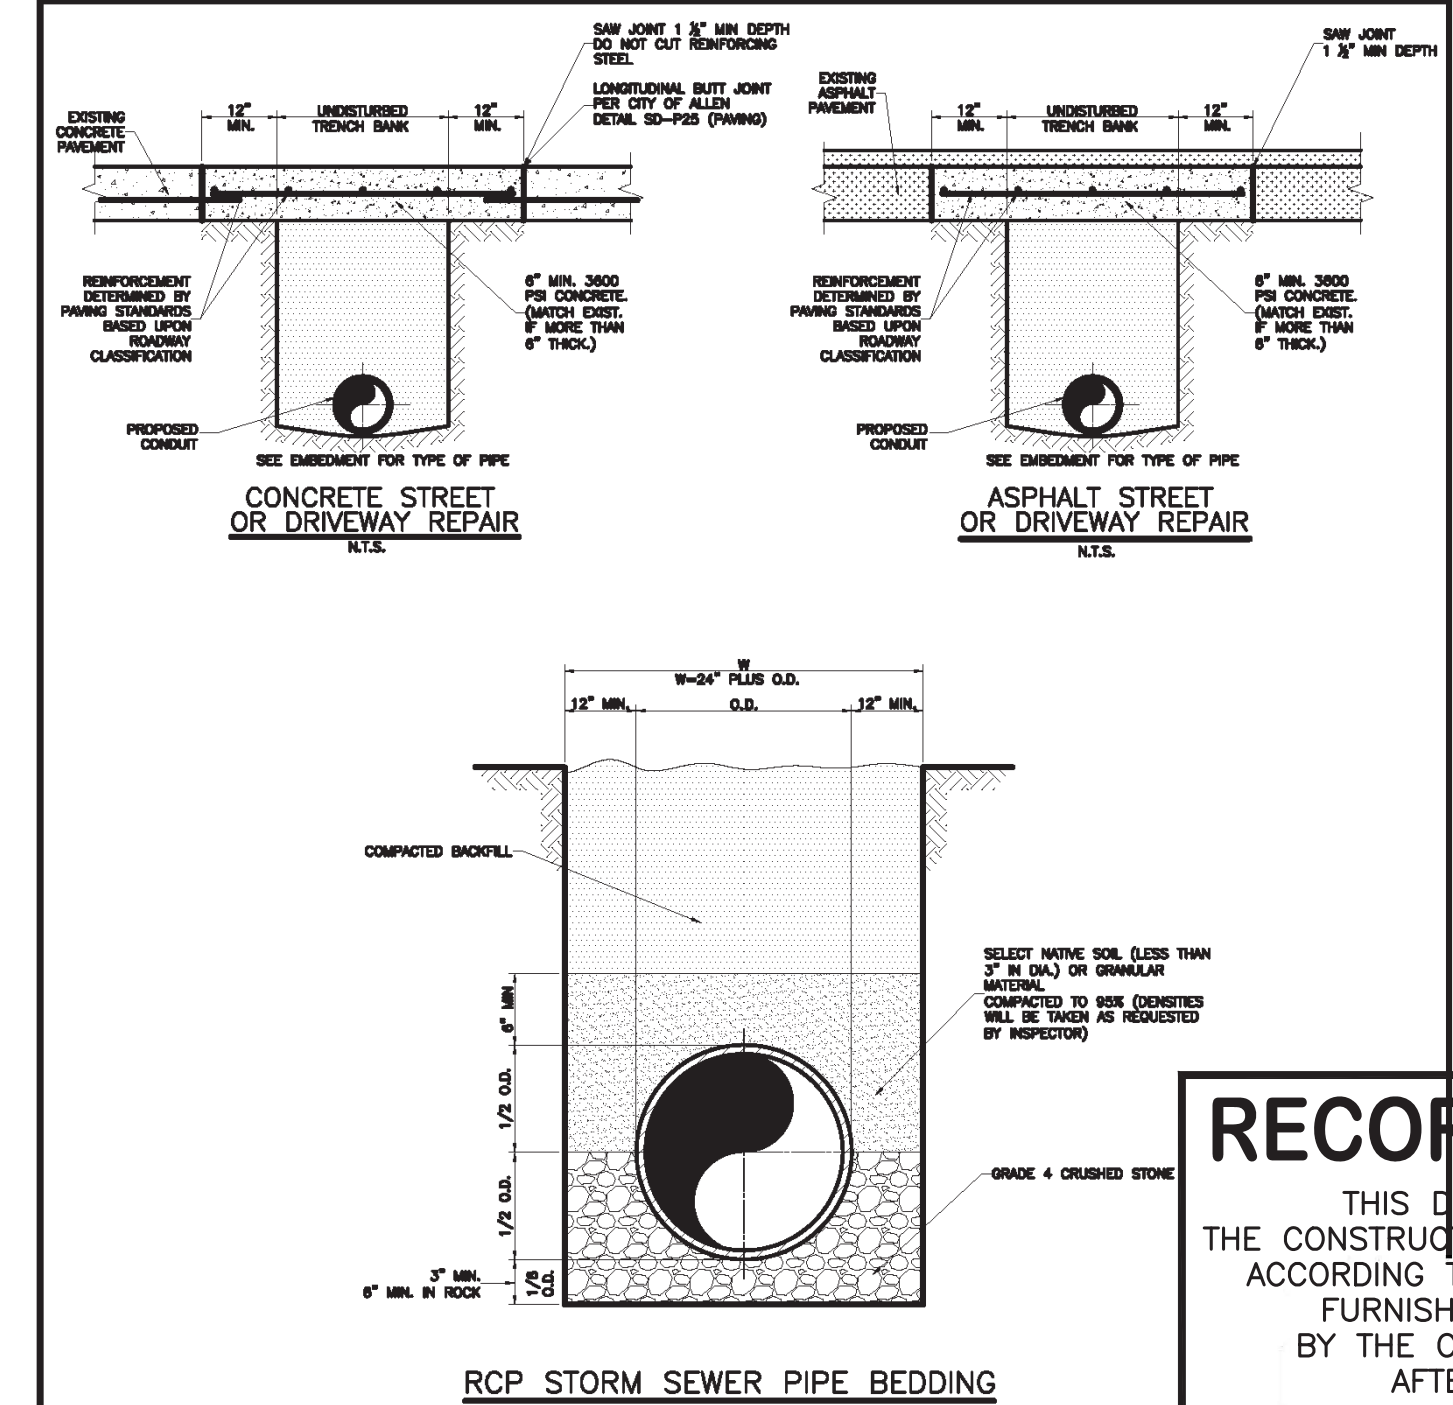 SAW JOINT 1 ½" MIN DEPTH
DO NOT CUT REINFORCING
STEEL
LONGITUDINAL BUTT JOINT
PER CITY OF ALLEN
DETAIL SD-P25 (PAVING)
EXISTING
CONCRETE
PAVEMENT
12"
MIN.
UNDISTURBED
TRENCH BANK
12"
MIN.
REINFORCEMENT
DETERMINED BY
PAVING STANDARDS
BASED UPON
ROADWAY
CLASSIFICATION
6" MIN. 3600
PSI CONCRETE.
(MATCH EXIST.
IF MORE THAN
6" THICK.)
PROPOSED
CONDUIT
SEE EMBEDMENT FOR TYPE OF PIPE
CONCRETE STREET
OR DRIVEWAY REPAIR
N.T.S.
SAW JOINT
1 ½" MIN DEPTH
EXISTING
ASPHALT
PAVEMENT
12"
MIN.
UNDISTURBED
TRENCH BANK
12"
MIN.
REINFORCEMENT
DETERMINED BY
PAVING STANDARDS
BASED UPON
ROADWAY
CLASSIFICATION
6" MIN. 3600
PSI CONCRETE.
(MATCH EXIST.
IF MORE THAN
6" THICK.)
PROPOSED
CONDUIT
SEE EMBEDMENT FOR TYPE OF PIPE
ASPHALT STREET
OR DRIVEWAY REPAIR
N.T.S.
W
W=24" PLUS O.D.
12" MIN.
O.D.
12" MIN.
COMPACTED BACKFILL
SELECT NATIVE SOIL (LESS THAN
3" IN DIA.) OR GRANULAR
MATERIAL
COMPACTED TO 95% (DENSITIES
WILL BE TAKEN AS REQUESTED
BY INSPECTOR)
6" MIN
1/2 O.D.
1/2 O.D.
1/8
O.D.
3" MIN.
6" MIN. IN ROCK
GRADE 4 CRUSHED STONE
RCP STORM SEWER PIPE BEDDING
RECOR
THIS D
THE CONSTRUC
ACCORDING T
FURNISH
BY THE C
AFTE